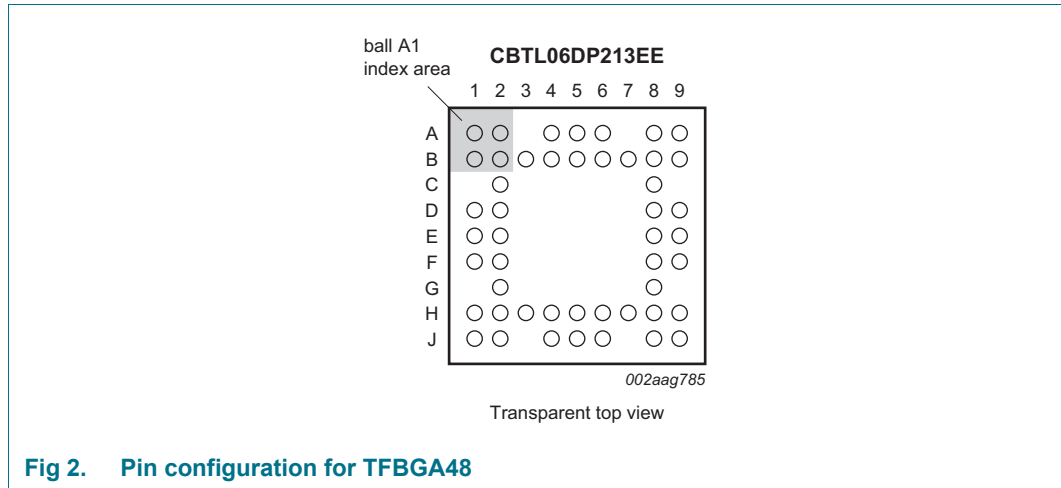 ball A1
index area
CBTL06DP213EE
1 2 3 4 5 6 7 8 9
A
B
C
D
E
F
G
H
J
002aag785
Transparent top view
Fig 2. Pin configuration for TFBGA48